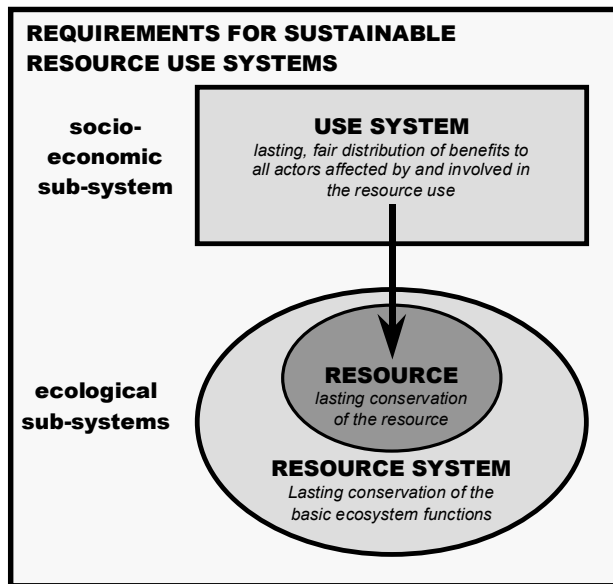 REQUIREMENTS FOR SUSTAINABLE
RESOURCE USE SYSTEMS
socio-
economic
sub-system
USE SYSTEM
lasting, fair distribution of benefits to
all actors affected by and involved in
the resource use
ecological
sub-systems
RESOURCE
lasting conservation
of the resource
RESOURCE SYSTEM
Lasting conservation of the
basic ecosystem functions